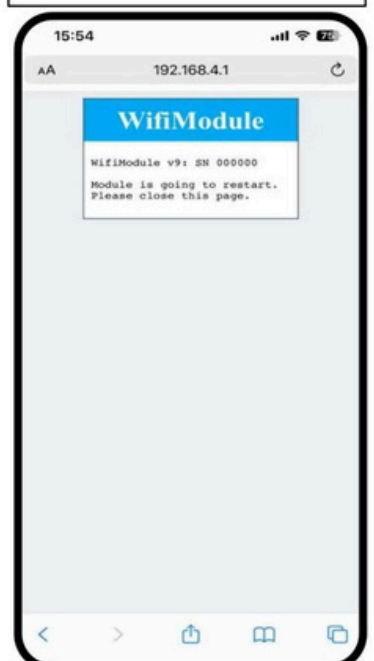 15:54
75
AA 192.168.4.1
WifiModule
WifiModule v9: SN 000000
Module is going to restart.
Please close this page.